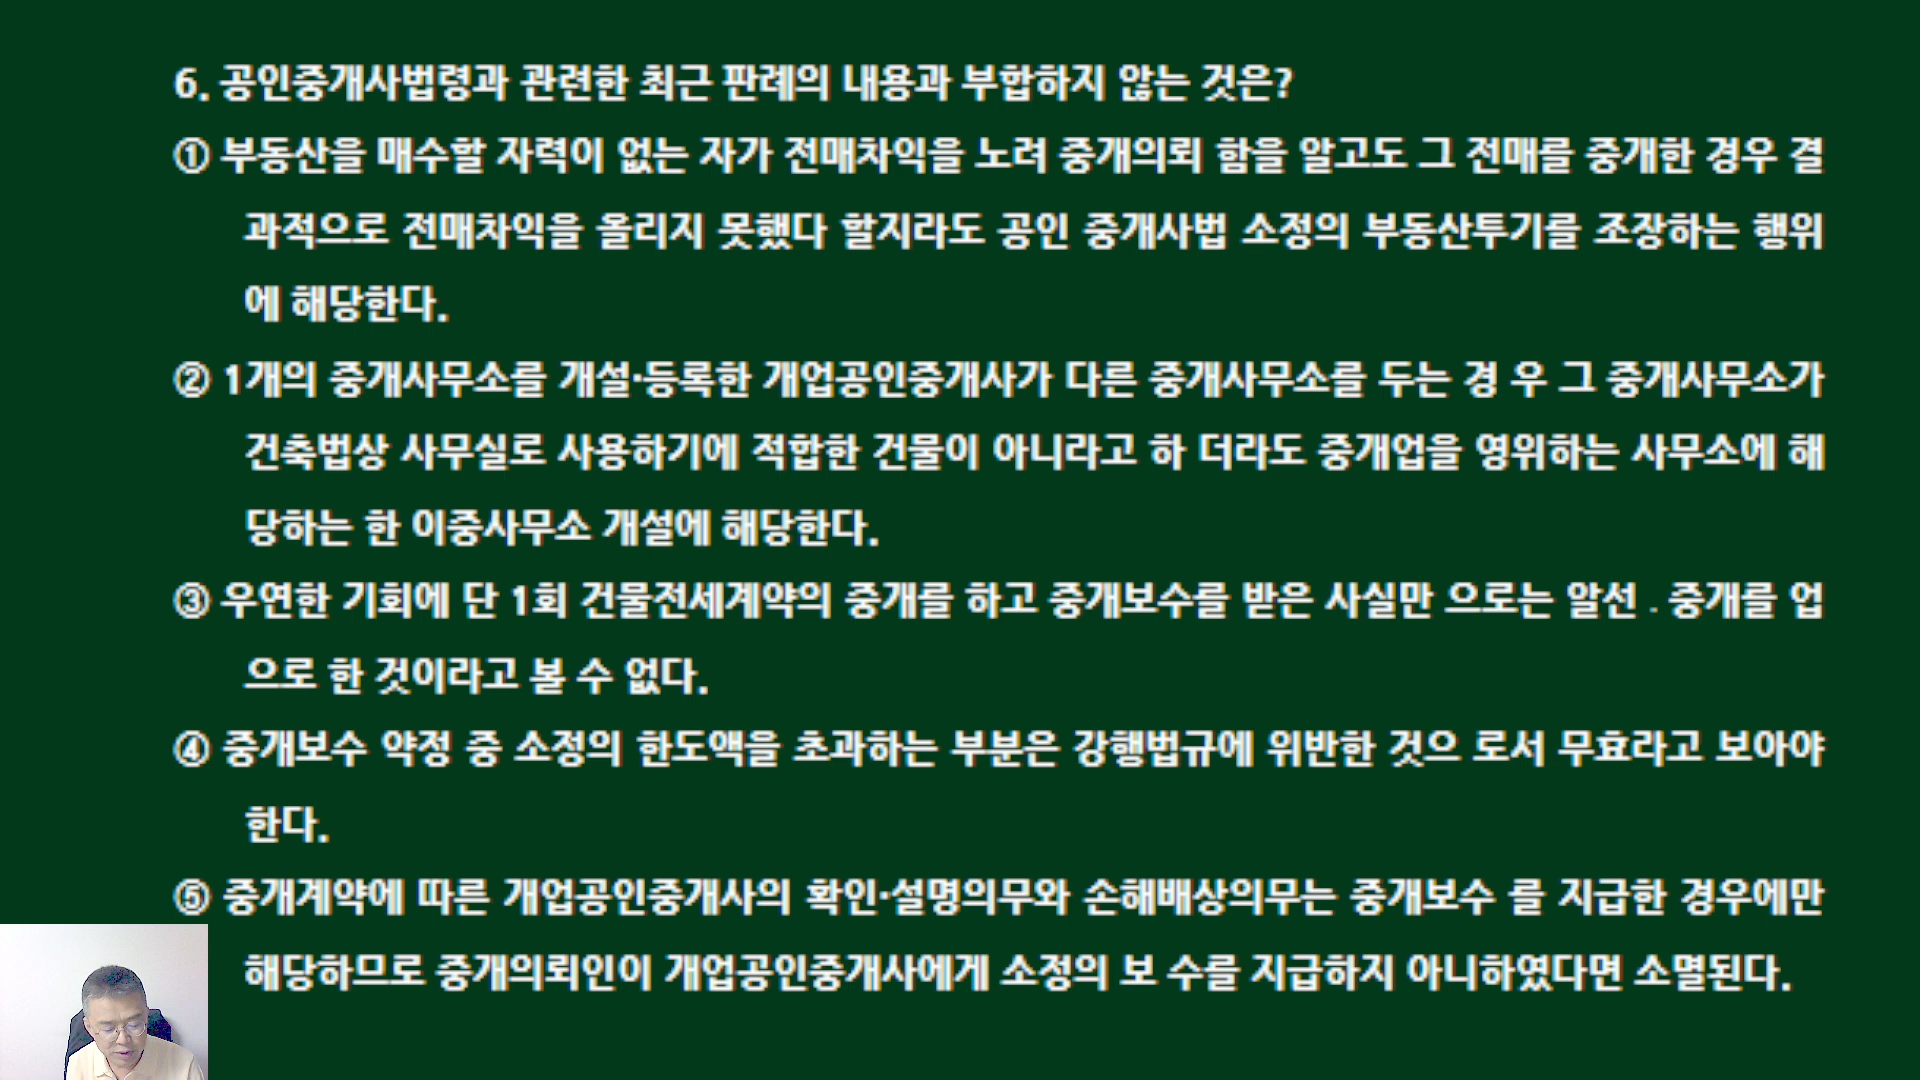 6. 공인중개사법령과 관련한 최근 판례의 내용과 부합하지 않는 것은?
① 부동산을 매수할 자력이 없는 자가 전매차익을 노려 중개의뢰 함을 알고도 그 전매를 중개한 경우 결
과적으로 전매차익을 올리지 못했다 할지라도 공인 중개사법 소정의 부동산투기를 조장하는 행위
에 해당한다.
② 1개의 중개사무소를 개설·등록한 개업공인중개사가 다른 중개사무소를 두는 경 우 그 중개사무소가
건축법상 사무실로 사용하기에 적합한 건물이 아니라고 하 더라도 중개업을 영위하는 사무소에 해
당하는 한 이중사무소 개설에 해당한다.
③ 우연한 기회에 단 1회 건물전세계약의 중개를 하고 중개보수를 받은 사실만 으로는 알선 . 중개를 업
으로 한 것이라고 볼 수 없다.
④ 중개보수 약정 중 소정의 한도액을 초과하는 부분은 강행법규에 위반한 것으 로서 무효라고 보아야
한다.
⑤ 중개계약에 따른 개업공인중개사의 확인·설명의무와 손해배상의무는 중개보수 를 지급한 경우에만
해당하므로 중개의뢰인이 개업공인중개사에게 소정의 보 수를 지급하지 아니하였다면 소멸된다.